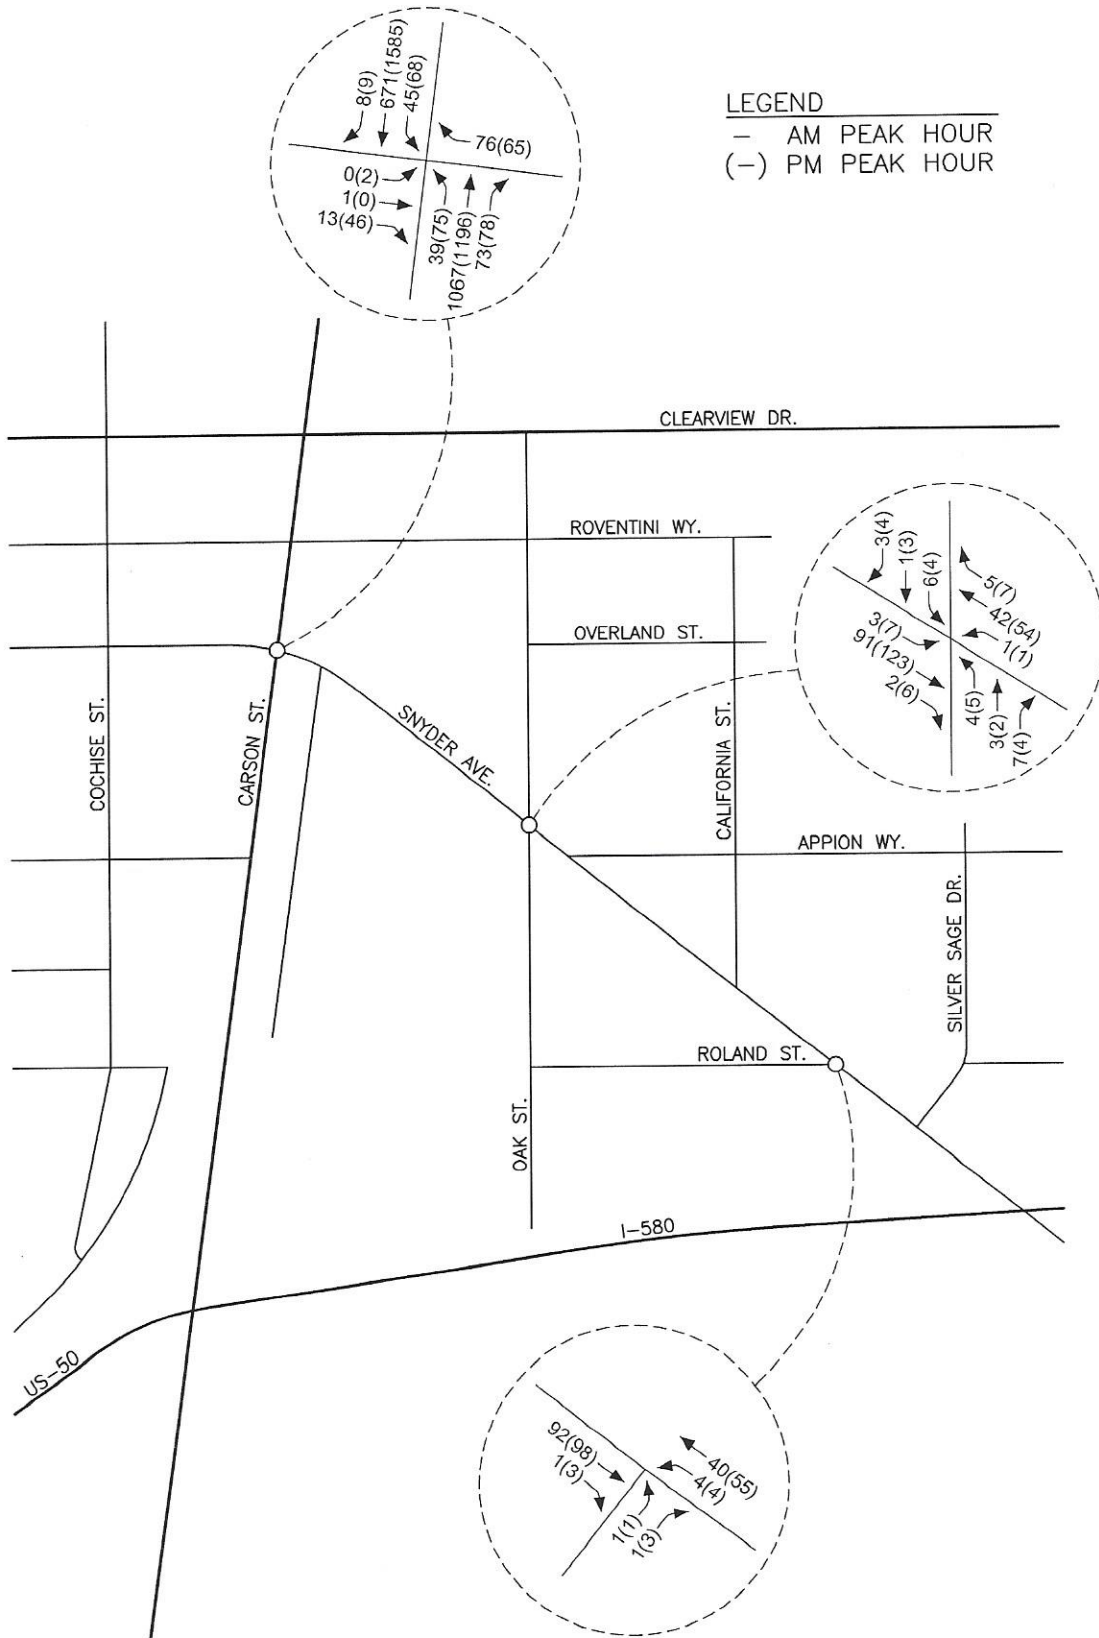 8(9)
671(1585)
45(68)
76(65)
0(2)
1(0)
13(46)
39(75)
1067(1196)
73(78)
LEGEND
- AM PEAK HOUR
(-) PM PEAK HOUR
CLEARVIEW DR.
ROVENTINI WY.
OVERLAND ST.
3(4)
1(3)
6(4)
5(7)
42(54)
1(1)
3(7)
91(123)
2(6)
4(5)
3(2)
7(4)
COCHISE ST.
CARSON ST.
SNYDER AVE.
CALIFORNIA ST.
APPION WY.
SILVER SAGE DR.
ROLAND ST.
OAK ST.
I-580
US-50
92(98)
1(3)
40(55)
4(4)
1(1)
1(3)